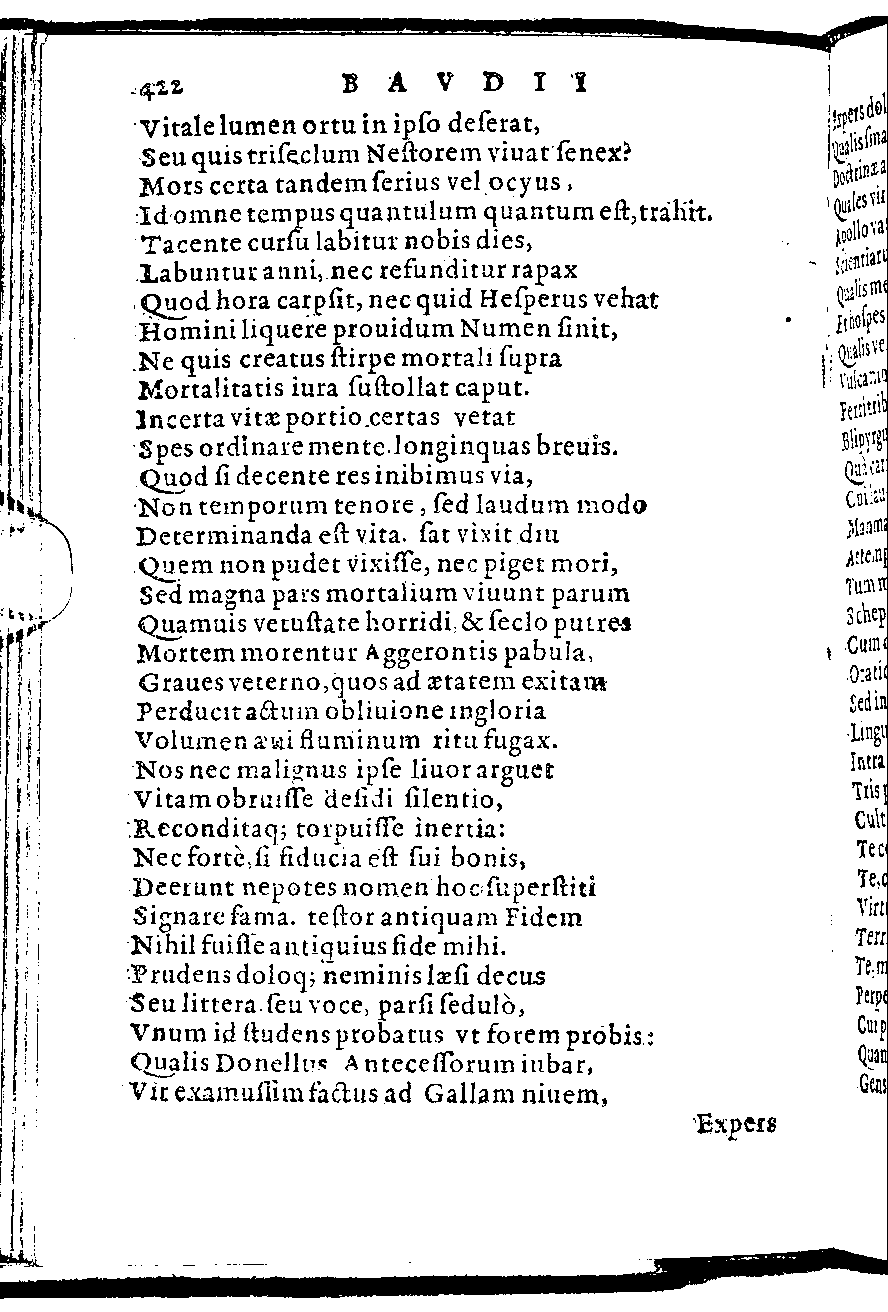 422 BAVDII
Vitale lumen ortu in ipſo deſerat,
Seu quis triſeclum Neſtorem viuat ſenex?
Mors certa tandem ſerius vel ocyus,
Id omne tempus quantulum quantum eſt, trahit.
Tacente curſu labitur nobis dies,
Labuntur anni, nec refunditur rapax
Quod hora carpſit, nec quid Heſperus vehat
Homini liquere prouidum Numen ſinit,
Ne quis creatus ſtirpe mortali ſupra
Mortalitatis iura ſuſtollat caput.
Incerta vitæ portio certas vetat
Spes ordinare mente longinquas breuis.
Quod ſi decente res inibimus via,
Non temporum tenore, ſed laudum modo
Determinanda eſt vita. ſat vixit diu
Quem non pudet vixiſſe, nec piget mori,
Sed magna pars mortalium viuunt parum
Quamuis vetuſtate horridi, & ſeclo putres
Mortem morentur Aggerontis pabula,
Graues veterno, quos ad ætatem exitam
Perducit actum obliuione ingloria
Volumen æui fluminum ritu fugax.
Nos nec malignus ipſe liuor arguet
Vitam obruiſſe deſidi ſilentio,
Reconditaq; torpuiſſe inertia:
Nec fortè, ſi fiducia eſt ſui bonis,
Deerunt nepotes nomen hoc ſuperſtiti
Signare fama. teſtor antiquam Fidem
Nihil fuiſſe antiquius fide mihi.
Prudens doloq; neminis læſi decus
Seu littera ſeu voce, parſi ſedulò,
Vnum id ſtudens probatus vt forem probis:
Qualis Donellus Anteceſſorum iubar,
Vir examuſſim factus ad Gallam niuem,
Expers
Expers dol
Qualis
Doctrinæ a
Quales vir
Apollo va
Scientiaru
Qualis me
Et hoſpes
Qualis ve
Vulcanum
Ferri
Blipyrgu
Quà
Cui
Attem
Tum m
Schep
Cum
Oratio
Sed in
Lingu
Intra
Tris p
Cult
Te c
Te, c
Virt
Terr
Te, m
Perpe
Cui p
Quan
Gens